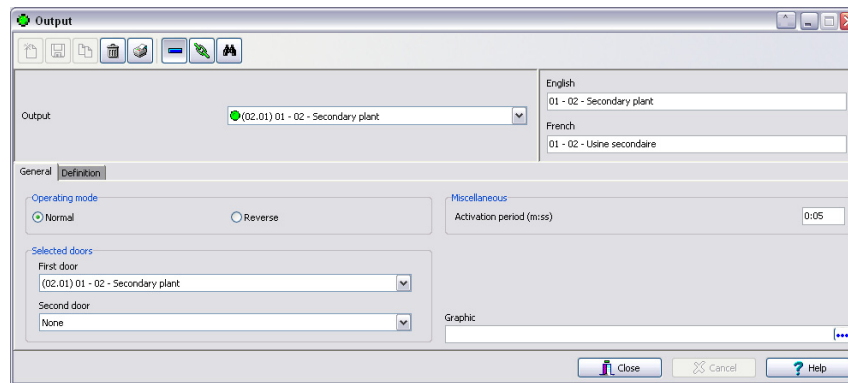 Output
Output
(02.01) 01 - 02 - Secondary plant
English
01 - 02 - Secondary plant
French
01 - 02 - Usine secondaire
General Definition
Operating mode
Normal Reverse
Miscellaneous
Activation period (m:ss) 0:05
Selected doors
First door
(02.01) 01 - 02 - Secondary plant
Second door
None
Graphic
Close Cancel Help